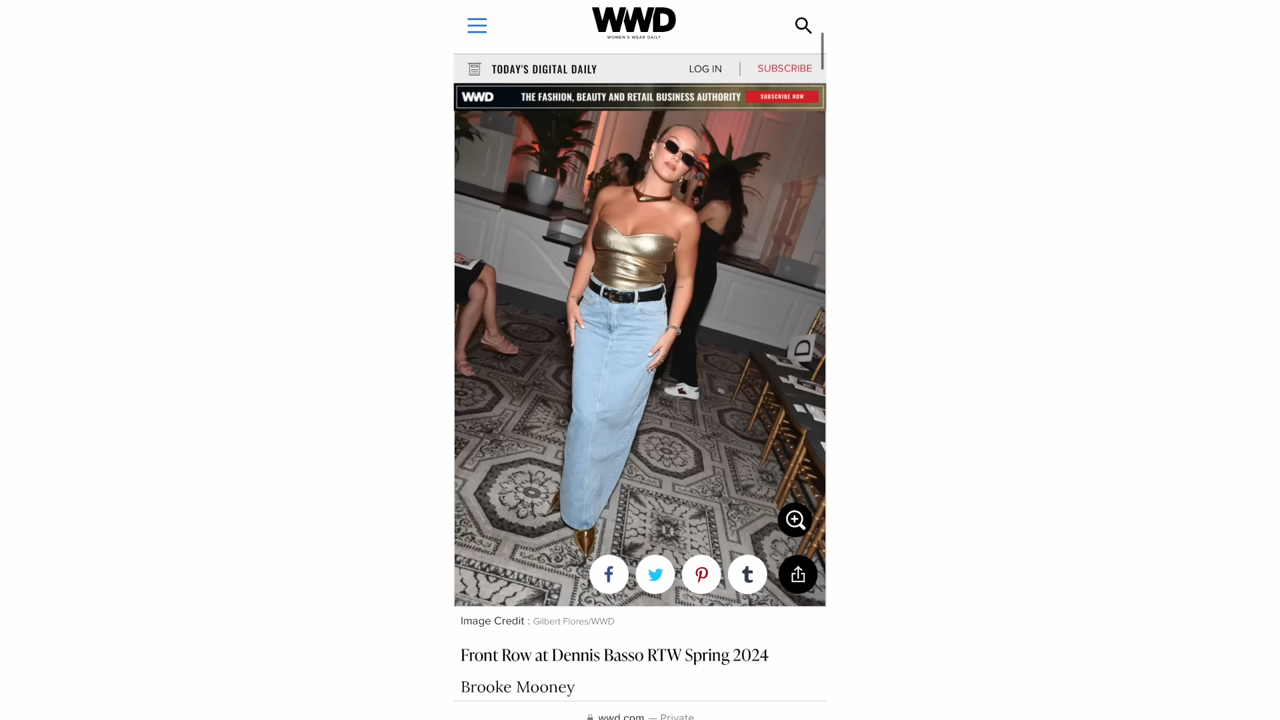 WWD
WOMEN'S WEAR DAILY
TODAY'S DIGITAL DAILY
LOG IN
SUBSCRIBE
WWD
THE FASHION, BEAUTY AND RETAIL BUSINESS AUTHORITY
SUBSCRIBE NOW
D
Image Credit : Gilbert Flores/WWD
Front Row at Dennis Basso RTW Spring 2024
Brooke Mooney
wwd.com — Private